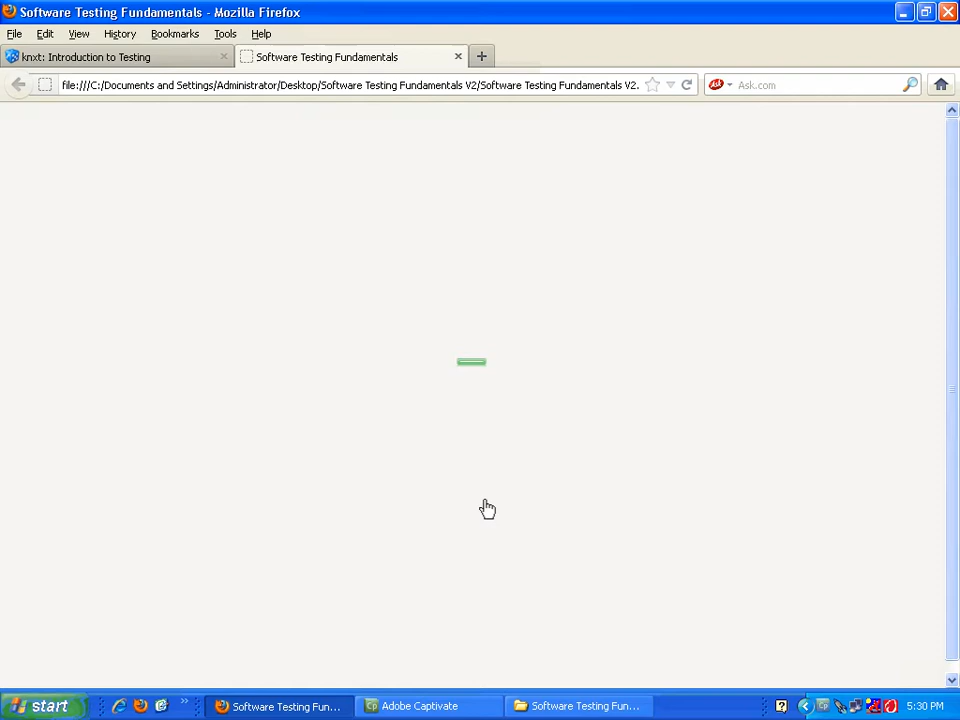 Software Testing Fundamentals - Mozilla Firefox
File Edit View History Bookmarks Tools Help
knxt: Introduction to Testing
Software Testing Fundamentals
file:///C:/Documents and Settings/Administrator/Desktop/Software Testing Fundamentals V2/Software Testing Fundamentals V2.
Ask Ask.com
start
Software Testing Fun...
Cp Adobe Captivate
Software Testing Fun...
5:30 PM